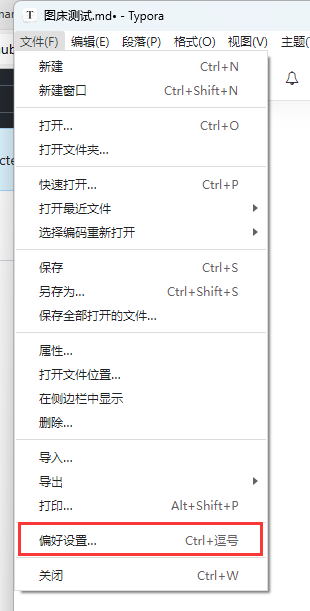 图床测试.md• - Typora
文件(F) 编辑(E) 段落(P) 格式(O) 视图(V) 主题
新建 Ctrl+N
新建窗口 Ctrl+Shift+N
打开... Ctrl+O
打开文件夹...
快速打开... Ctrl+P
打开最近文件
选择编码重新打开
保存 Ctrl+S
另存为... Ctrl+Shift+S
保存全部打开的文件...
属性...
打开文件位置...
在侧边栏中显示
删除...
导入...
导出
打印... Alt+Shift+P
偏好设置... Ctrl+逗号
关闭 Ctrl+W